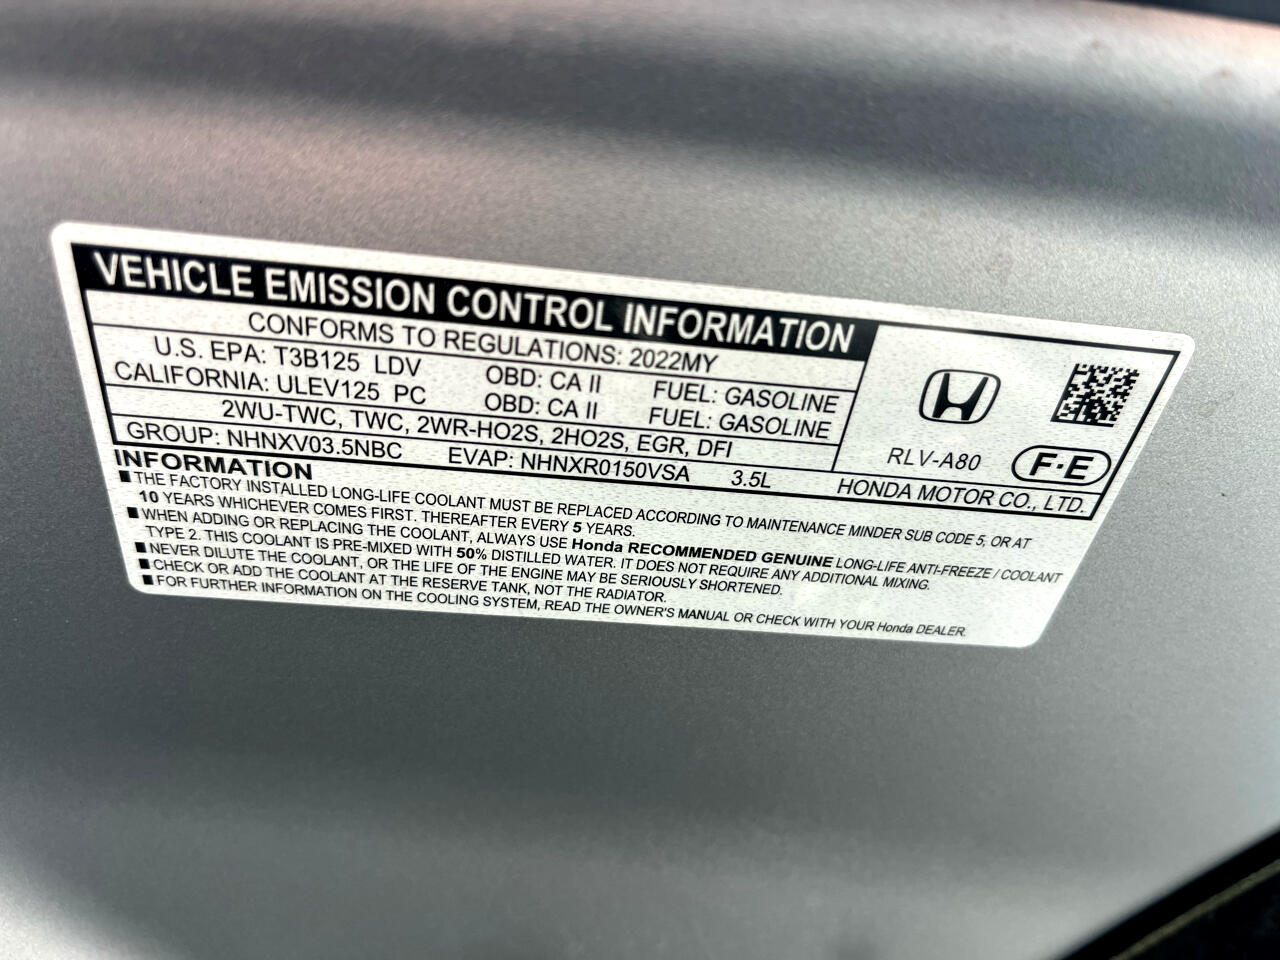 VEHICLE EMISSION CONTROL INFORMATION
CONFORMS TO REGULATIONS: 2022MY
U.S. EPA: T3B125 LDV OBD: CA II FUEL: GASOLINE
CALIFORNIA: ULEV125 PC OBD: CA II FUEL: GASOLINE
2WU-TWC, TWC, 2WR-HO2S, 2HO2S, EGR, DFI
GROUP: NHNXV03.5NBC EVAP: NHNXR0150VSA 3.5L
RLV-A80
F-E
HONDA MOTOR CO., LTD.
INFORMATION
■ THE FACTORY INSTALLED LONG-LIFE COOLANT MUST BE REPLACED ACCORDING TO MAINTENANCE MINDER SUB CODE 5, OR AT
10 YEARS WHICHEVER COMES FIRST. THEREAFTER EVERY 5 YEARS.
■ WHEN ADDING OR REPLACING THE COOLANT, ALWAYS USE Honda RECOMMENDED GENUINE LONG-LIFE ANTI-FREEZE / COOLANT
TYPE 2. THIS COOLANT IS PRE-MIXED WITH 50% DISTILLED WATER. IT DOES NOT REQUIRE ANY ADDITIONAL MIXING.
■ NEVER DILUTE THE COOLANT, OR THE LIFE OF THE ENGINE MAY BE SERIOUSLY SHORTENED.
■ CHECK OR ADD THE COOLANT AT THE RESERVE TANK, NOT THE RADIATOR.
■ FOR FURTHER INFORMATION ON THE COOLING SYSTEM, READ THE OWNER'S MANUAL OR CHECK WITH YOUR Honda DEALER.